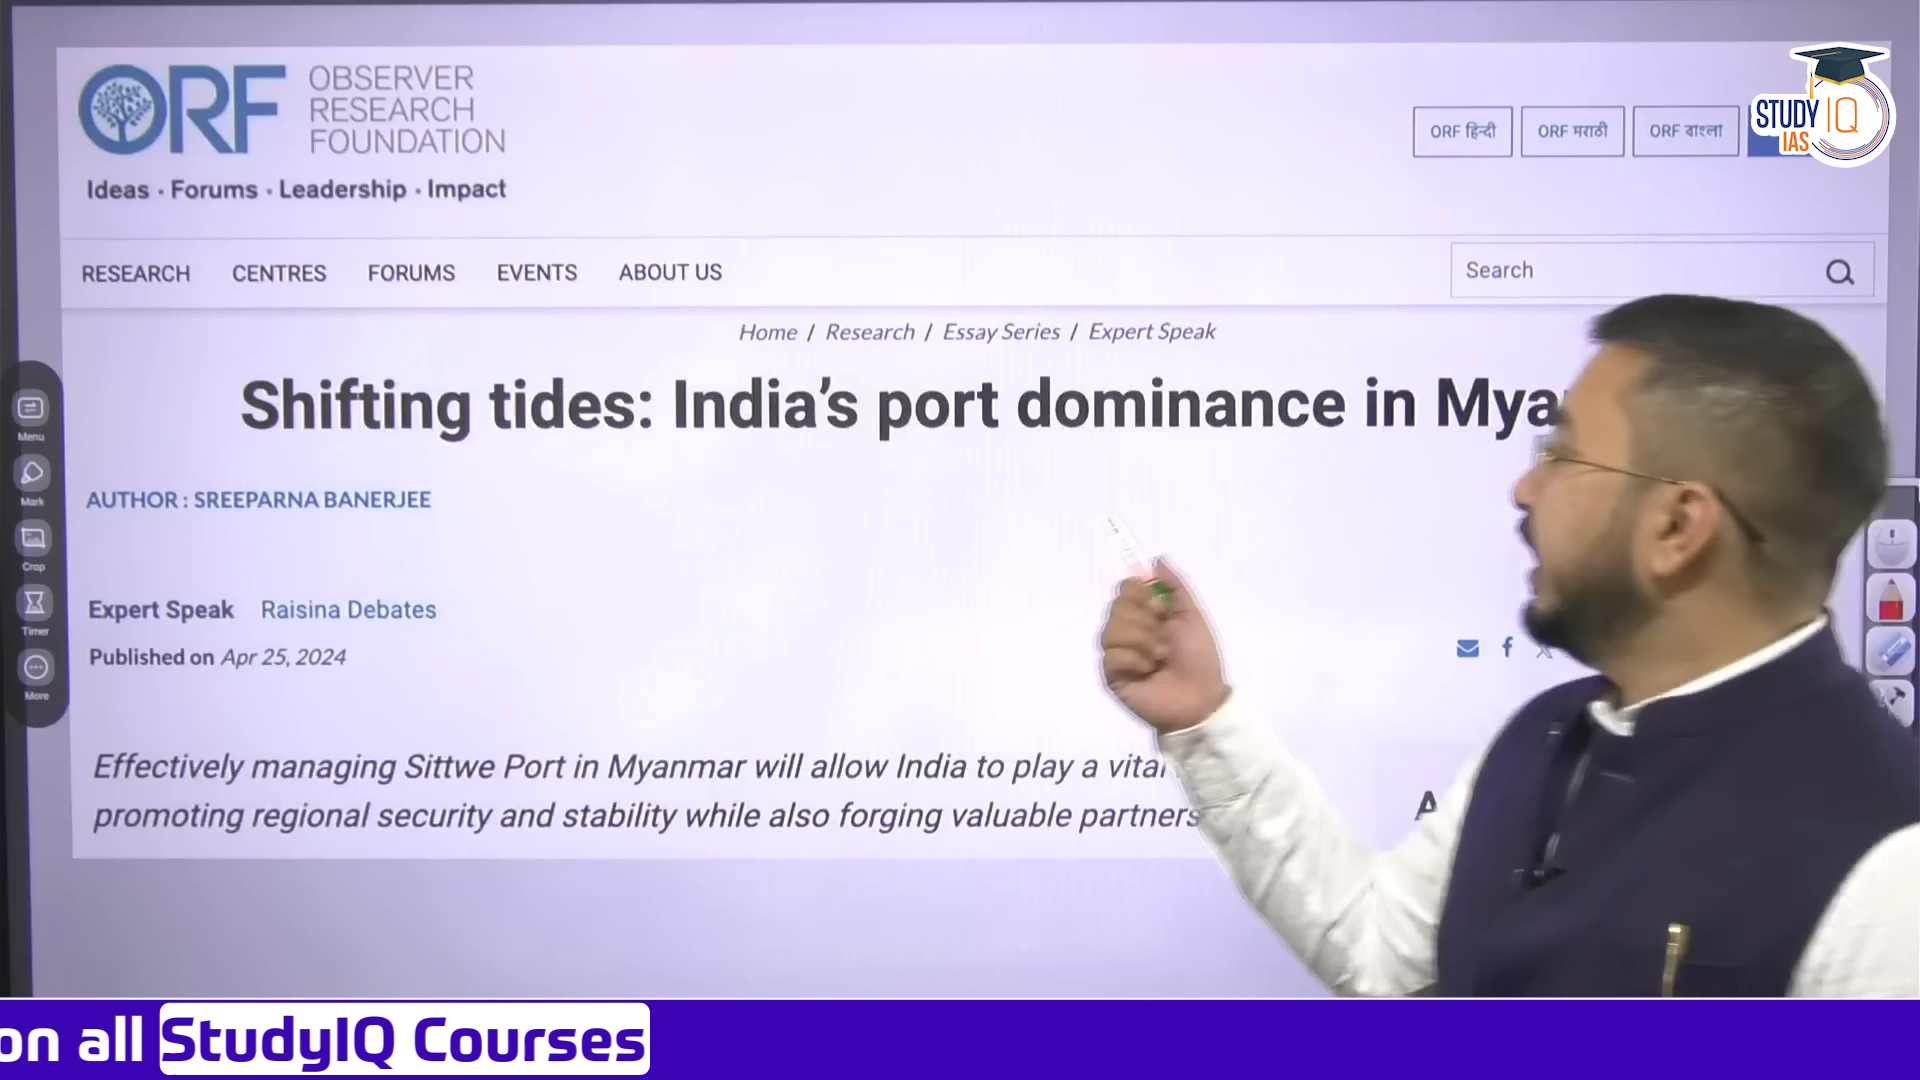 ORF OBSERVER
RESEARCH
FOUNDATION
Ideas · Forums · Leadership · Impact
ORF हिन्दी
ORF मराठी
ORF বাংলা
STUDY IQ
IAS
RESEARCH CENTRES FORUMS EVENTS ABOUT US
Search
Home / Research / Essay Series / Expert Speak
Shifting tides: India’s port dominance in Mya
AUTHOR : SREEPARNA BANERJEE
Expert Speak Raisina Debates
Published on Apr 25, 2024
Effectively managing Sittwe Port in Myanmar will allow India to play a vital
promoting regional security and stability while also forging valuable partners
A
Menu
Mark
Crop
Timer
More
on all StudyIQ Courses